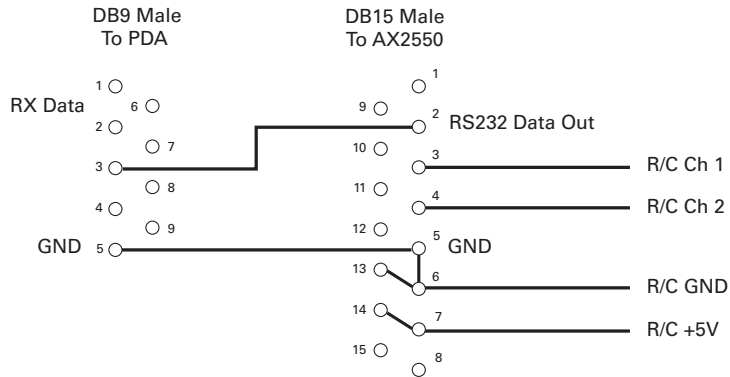 DB9 Male
To PDA
DB15 Male
To AX2550
1
6
RX Data
2
7
3
8
4
9
GND
5
1
9
2
RS232 Data Out
10
3
R/C Ch 1
11
4
R/C Ch 2
12
5
GND
13
6
R/C GND
14
7
R/C +5V
15
8